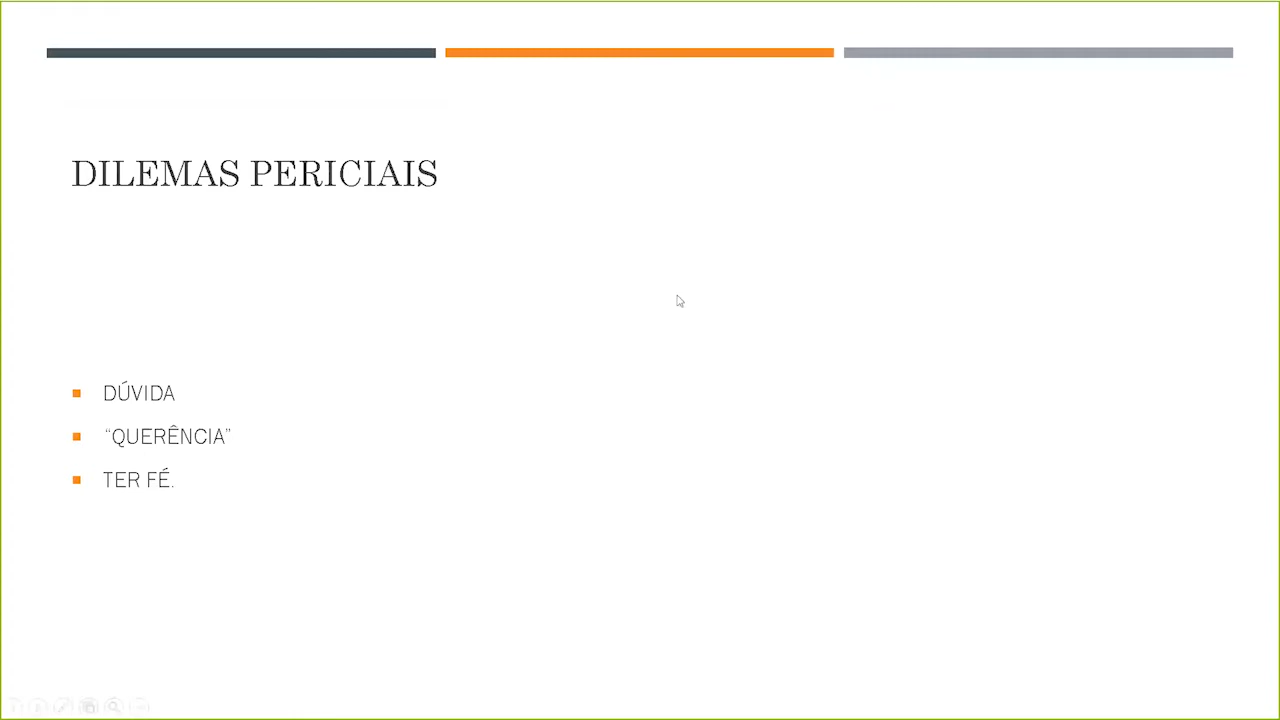 DILEMAS PERICIAIS
DÚVIDA
“QUERÊNCIA”
TER FÉ.